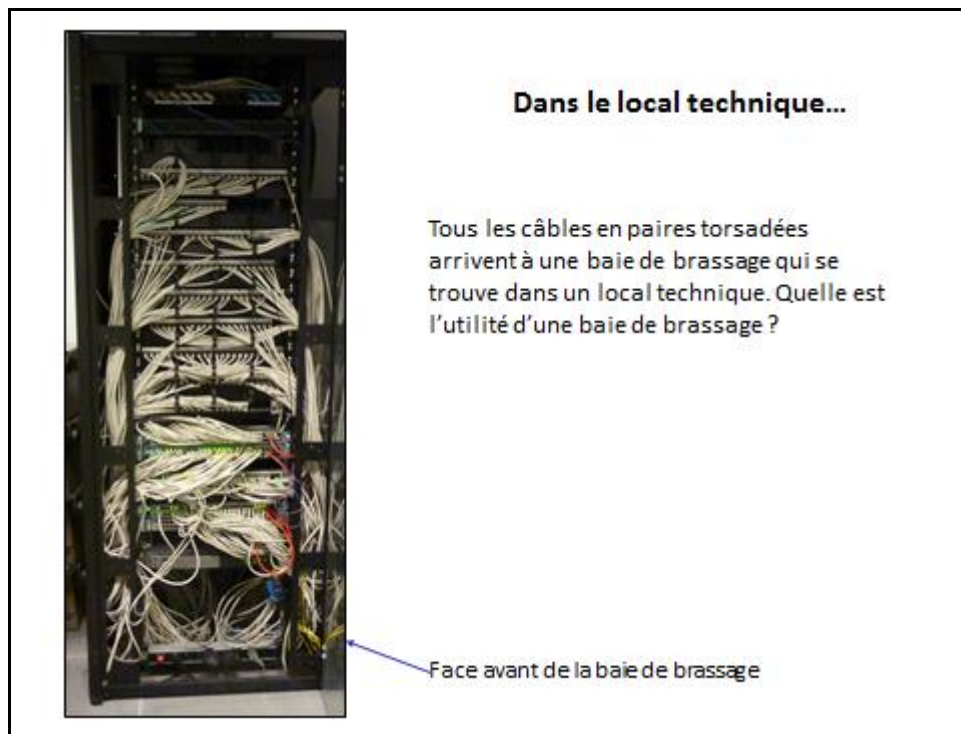 Dans le local technique...
Tous les câbles en paires torsadées
arrivent à une baie de brassage qui se
trouve dans un local technique. Quelle est
l’utilité d’une baie de brassage ?
Face avant de la baie de brassage